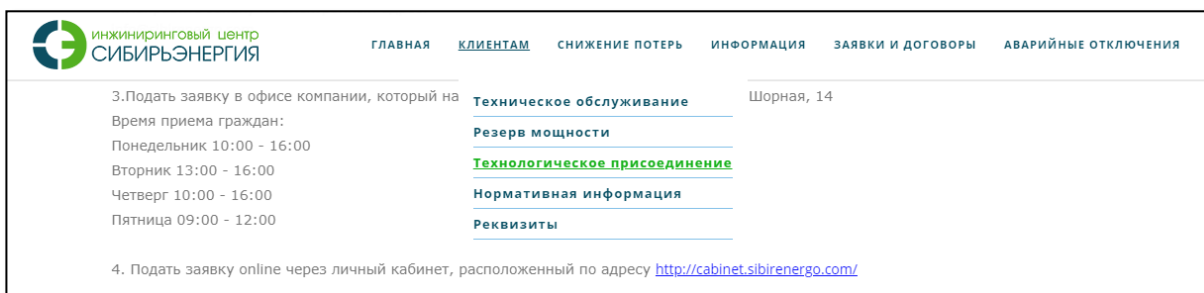 инжиниринговый центр
СИБИРЬЭНЕРГИЯ
ГЛАВНАЯ КЛИЕНТАМ СНИЖЕНИЕ ПОТЕРЬ ИНФОРМАЦИЯ ЗАЯВКИ И ДОГОВОРЫ АВАРИЙНЫЕ ОТКЛЮЧЕНИЯ
3.Подать заявку в офисе компании, который на Шорная, 14
Техническое обслуживание
Резерв мощности
Технологическое присоединение
Нормативная информация
Реквизиты
Время приема граждан:
Понедельник 10:00 - 16:00
Вторник 13:00 - 16:00
Четверг 10:00 - 16:00
Пятница 09:00 - 12:00
4. Подать заявку online через личный кабинет, расположенный по адресу http://cabinet.sibirenergo.com/